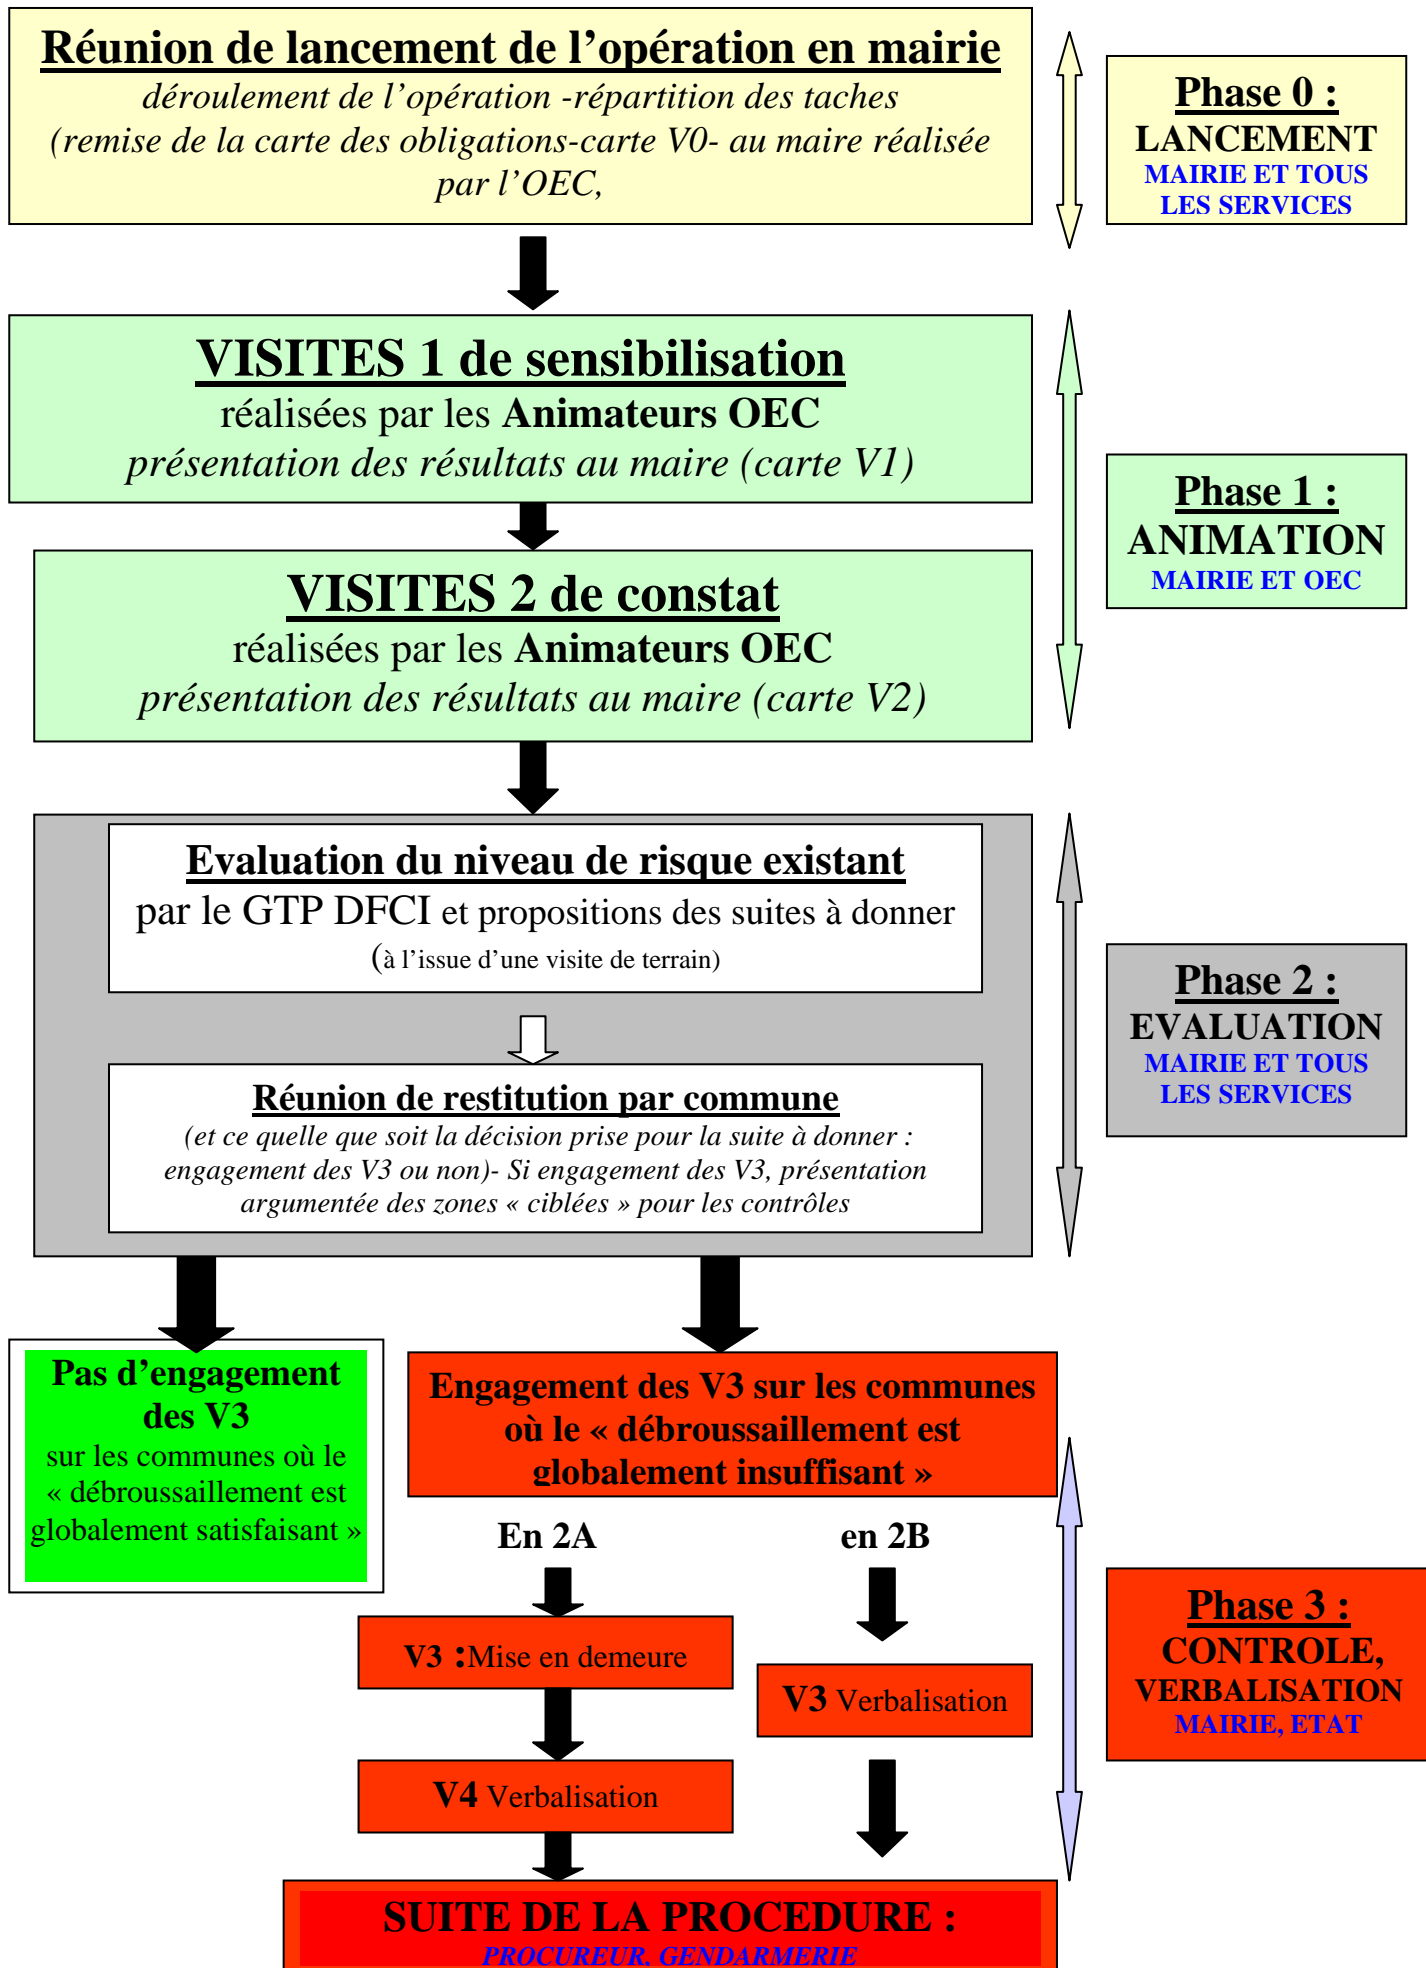 Réunion de lancement de l’opération en mairie
déroulement de l’opération -répartition des taches
(remise de la carte des obligations-carte V0- au maire réalisée
par l’OEC,
Phase 0 :
LANCEMENT
MAIRIE ET TOUS
LES SERVICES
VISITES 1 de sensibilisation
réalisées par les Animateurs OEC
présentation des résultats au maire (carte V1)
VISITES 2 de constat
réalisées par les Animateurs OEC
présentation des résultats au maire (carte V2)
Phase 1 :
ANIMATION
MAIRIE ET OEC
Evaluation du niveau de risque existant
par le GTP DFCI et propositions des suites à donner
(à l’issue d’une visite de terrain)
Réunion de restitution par commune
(et ce quelle que soit la décision prise pour la suite à donner :
engagement des V3 ou non)- Si engagement des V3, présentation
argumentée des zones « ciblées » pour les contrôles
Phase 2 :
EVALUATION
MAIRIE ET TOUS
LES SERVICES
Pas d’engagement
des V3
sur les communes où le
« débroussaillement est
globalement satisfaisant »
Engagement des V3 sur les communes
où le « débroussaillement est
globalement insuffisant »
En 2A
en 2B
V3 :Mise en demeure
V3 Verbalisation
V4 Verbalisation
Phase 3 :
CONTROLE,
VERBALISATION
MAIRIE, ETAT
SUITE DE LA PROCEDURE :
PROCUREUR, GENDARMERIE